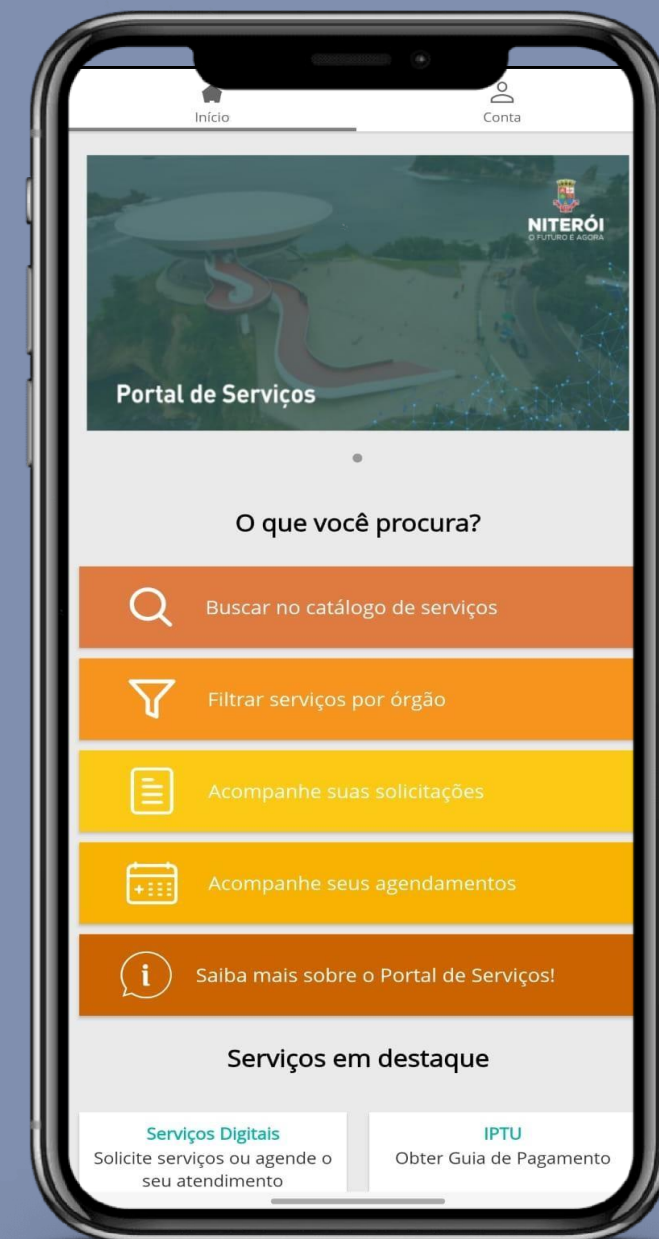 Início
Conta
NITERÓI
O FUTURO É AGORA
Portal de Serviços
O que você procura?
Buscar no catálogo de serviços
Filtrar serviços por órgão
Acompanhe suas solicitações
Acompanhe seus agendamentos
i
Saiba mais sobre o Portal de Serviços!
Serviços em destaque
Serviços Digitais
Solicite serviços ou agende o
seu atendimento
IPTU
Obter Guia de Pagamento